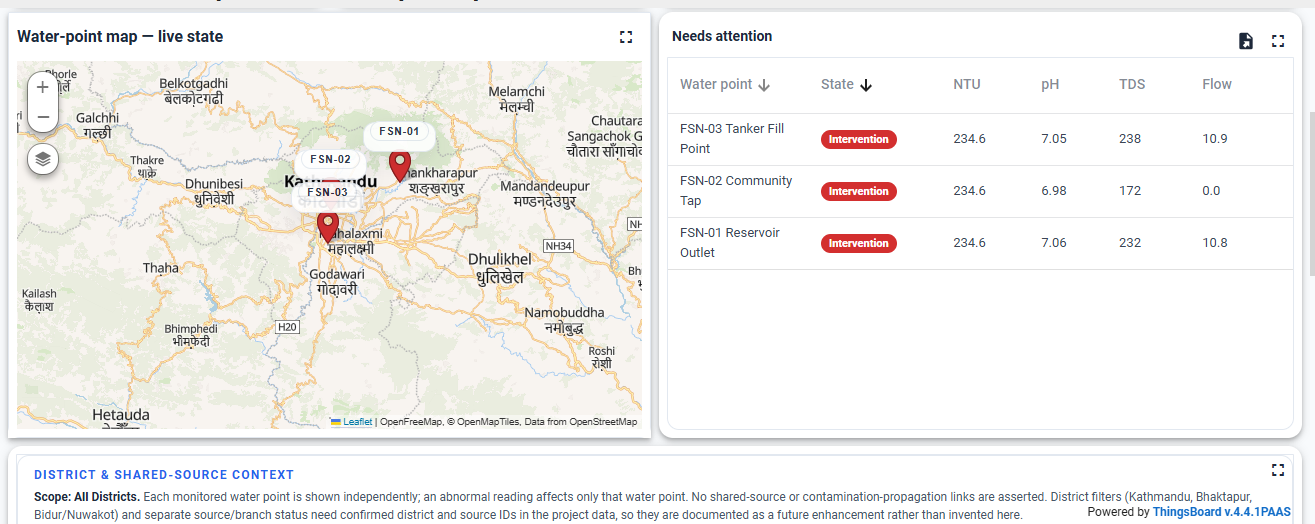 Water-point map — live state
Belkotgadhi
बेलकोटगढी
Galchhi
गल्छी
Melamchi
मेलम्ची
Chautara
Sangachok G
चौतारा साँगाचोक
FSN-01
Thakre
थाक्रे
FSN-02
Dhunibesi
धुनिवेशी
FSN-03
शङ्खरापुर
Mandandeupur
मण्डनदेउपुर
महालक्ष्मी
NH34
Thaha
Dhulikhel
धुलिखेल
Godawari
गोदावरी
Kailash
कैलाश
Namobuddha
नमोबुद्ध
H20
Bhimphedi
भीमफेदी
Roshi
रोशी
Hetauda
Leaflet | OpenFreeMap, © OpenMapTiles, Data from OpenStreetMap
Needs attention
Water point State NTU pH TDS Flow
FSN-03 Tanker Fill
Point
Intervention 234.6 7.05 238 10.9
FSN-02 Community
Tap
Intervention 234.6 6.98 172 0.0
FSN-01 Reservoir
Outlet
Intervention 234.6 7.06 232 10.8
DISTRICT & SHARED-SOURCE CONTEXT
Scope: All Districts. Each monitored water point is shown independently; an abnormal reading affects only that water point. No shared-source or contamination-propagation links are asserted. District filters (Kathmandu, Bhaktapur,
Bidur/Nuwakot) and separate source/branch status need confirmed district and source IDs in the project data, so they are documented as a future enhancement rather than invented here.
Powered by ThingsBoard v.4.4.1PAAS